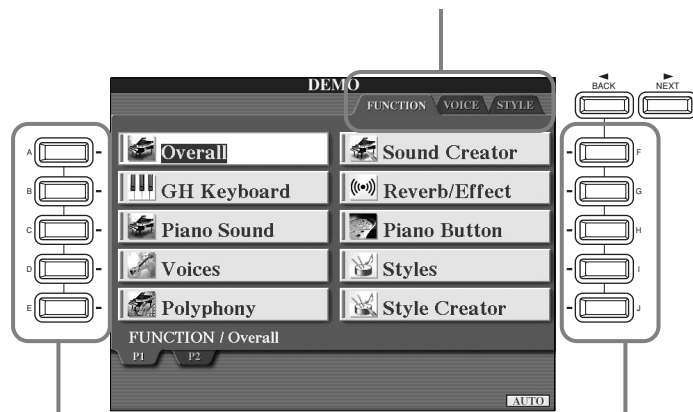 DEMO
FUNCTION VOICE STYLE
BACK NEXT
A Overall Sound Creator F
B GH Keyboard Reverb/Effect G
C Piano Sound Piano Button H
D Voices Styles I
E Polyphony Style Creator J
FUNCTION / Overall
P1 P2
AUTO